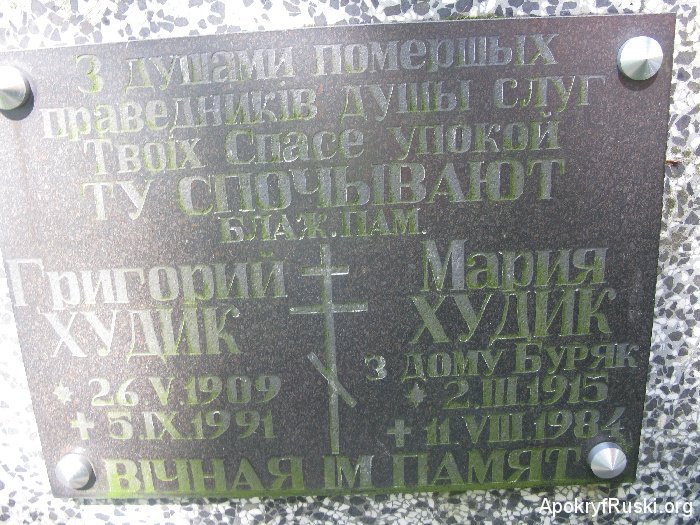 З душами помершых
праведників душы слуг
Твоіх Спасе упокой
ТУ СПОЧЫВАЮТ
БЛАЖ. ПАМ.
Григорий
ХУДИК
* 26 V 1909
+ 5.IX.1991
Мария
ХУДИК
з дому Буряк
* 2.III.1915
+ 11 VIII 1984
ВІЧНАЯ ІМ ПАМЯТ
ApokryfRuski.org